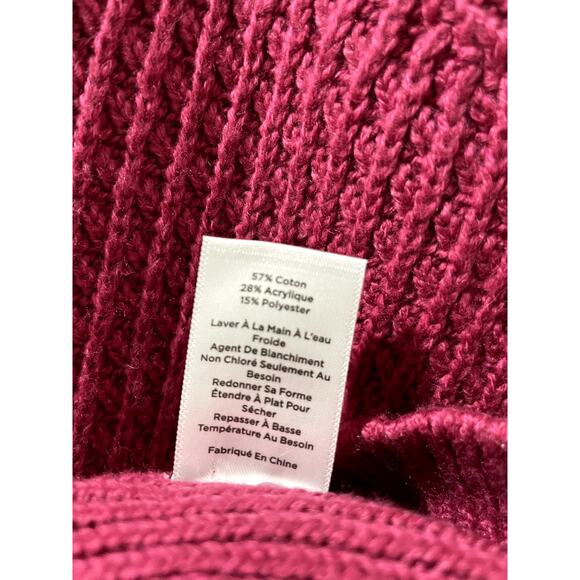 57% Coton
28% Acrylique
15% Polyester
Laver À La Main À L'eau
Froide
Agent De Blanchiment
Non Chloré Seulement Au
Besoin
Redonner Sa Forme
Étendre À Plat Pour
Sécher
Repasser À Basse
Température Au Besoin
Fabriqué En Chine